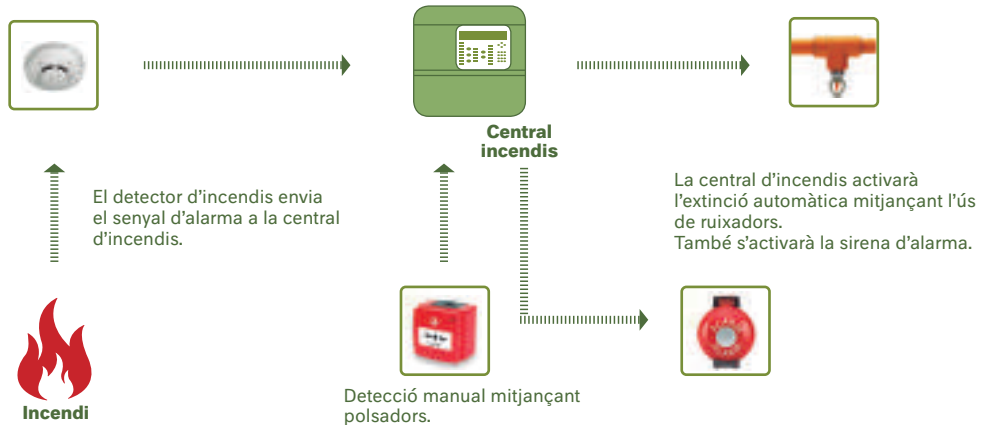 Central
incendis
El detector d’incendis envia
el senyal d’alarma a la central
d’incendis.
La central d’incendis activarà
l’extinció automàtica mitjançant l’ús
de ruixadors.
També s’activarà la sirena d’alarma.
Incendi
Detecció manual mitjançant
polsadors.